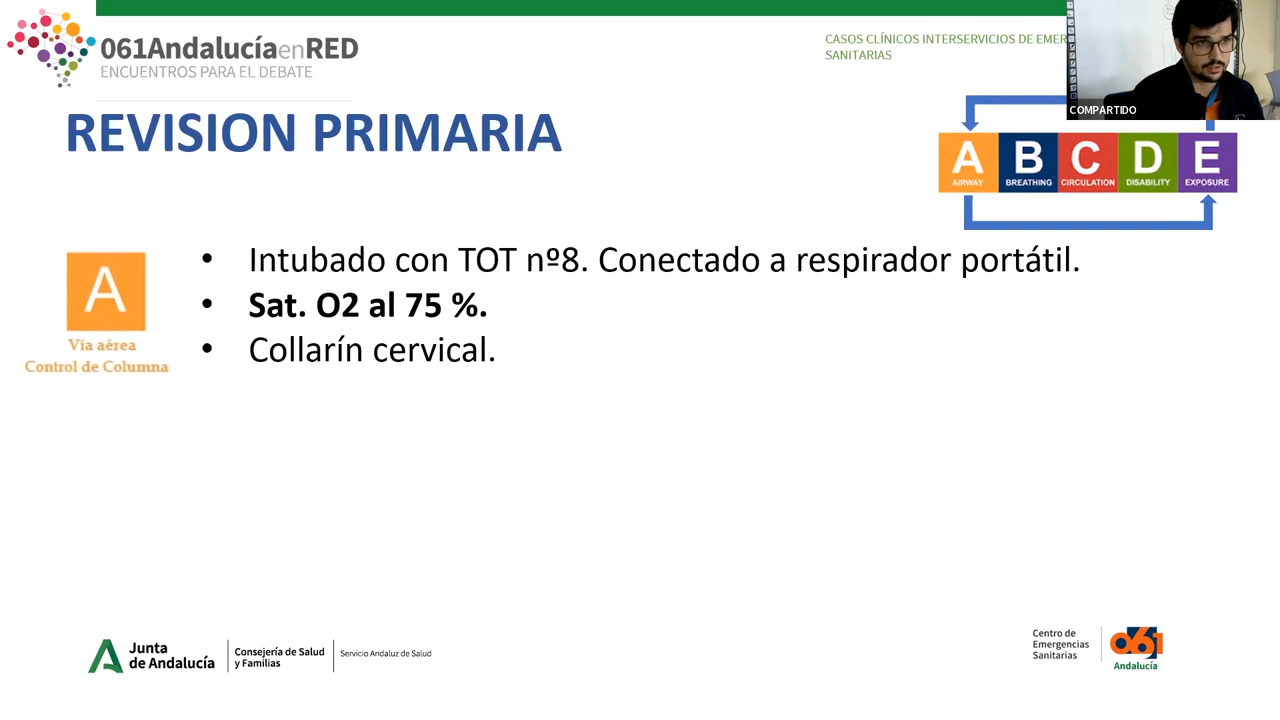 061AndalucíaenRED
ENCUENTROS PARA EL DEBATE
CASOS CLÍNICOS INTERSERVICIOS DE EMER
SANITARIAS
COMPARTIDO
REVISION PRIMARIA
A B C D E
AIRWAY BREATHING CIRCULATION DISABILITY EXPOSURE
A
Vía aérea
Control de Columna
• Intubado con TOT nº8. Conectado a respirador portátil.
• Sat. O2 al 75 %.
• Collarín cervical.
Junta
de Andalucía
Consejería de Salud
y Familias
Servicio Andaluz de Salud
Centro de
Emergencias
Sanitarias
061
Andalucía